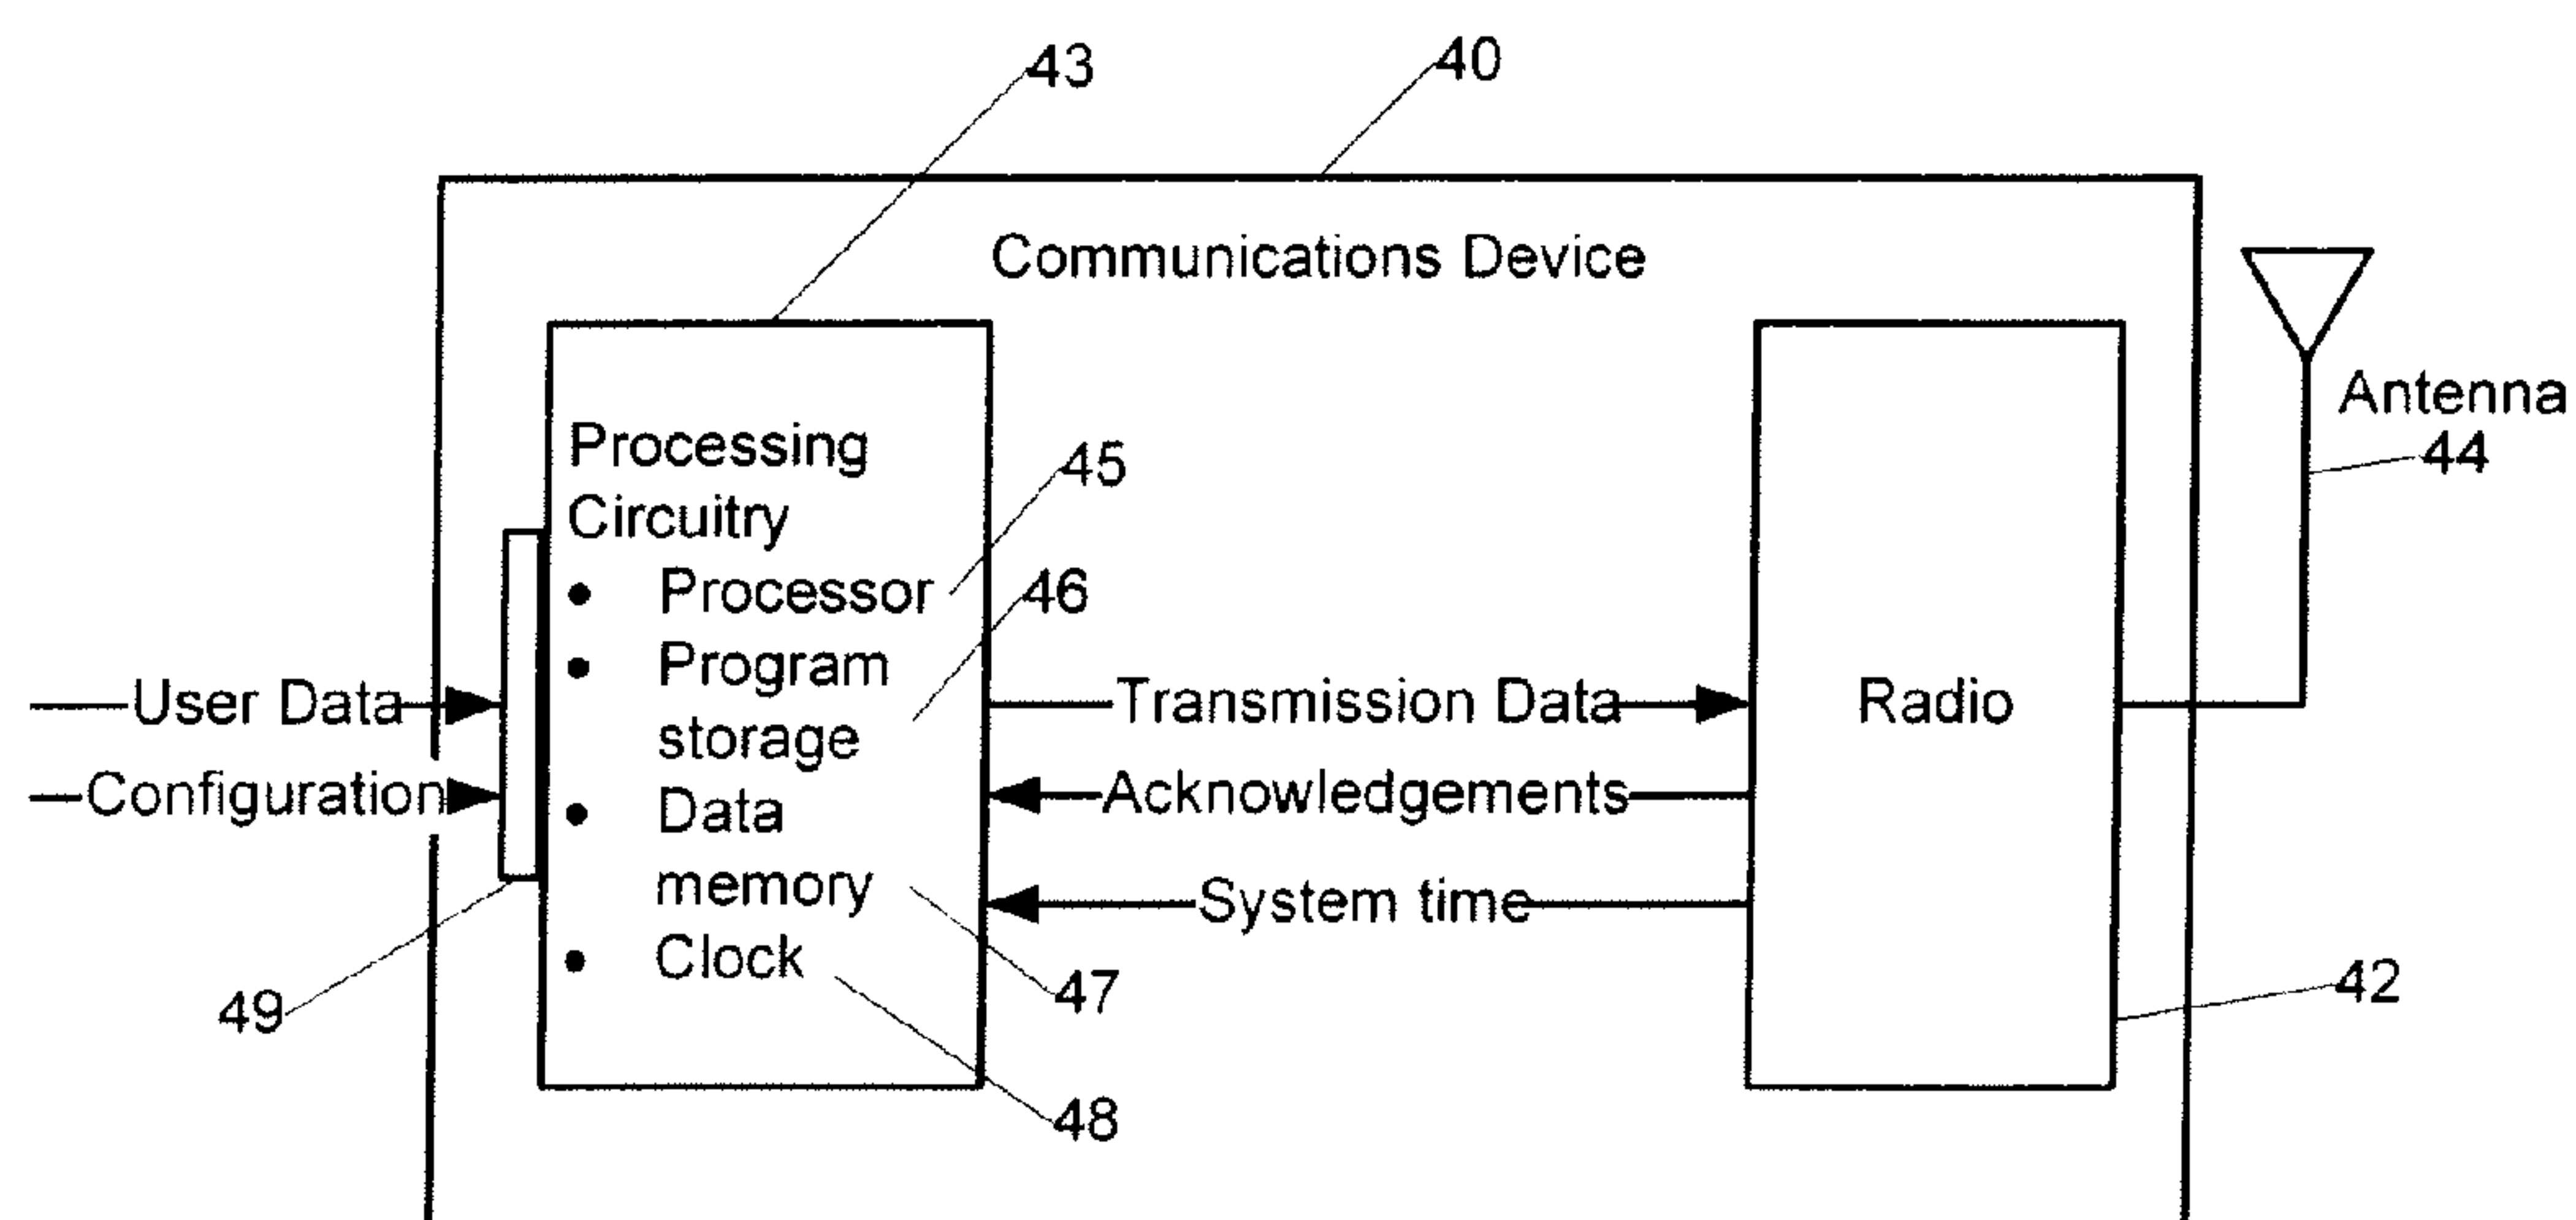 43
40
Communications Device
Antenna
44
Processing
Circuitry
45
• Processor
46
• Program
storage
User Data
Transmission Data
Radio
Configuration
Acknowledgements
• Data
memory
System time
• Clock
47
42
49
48